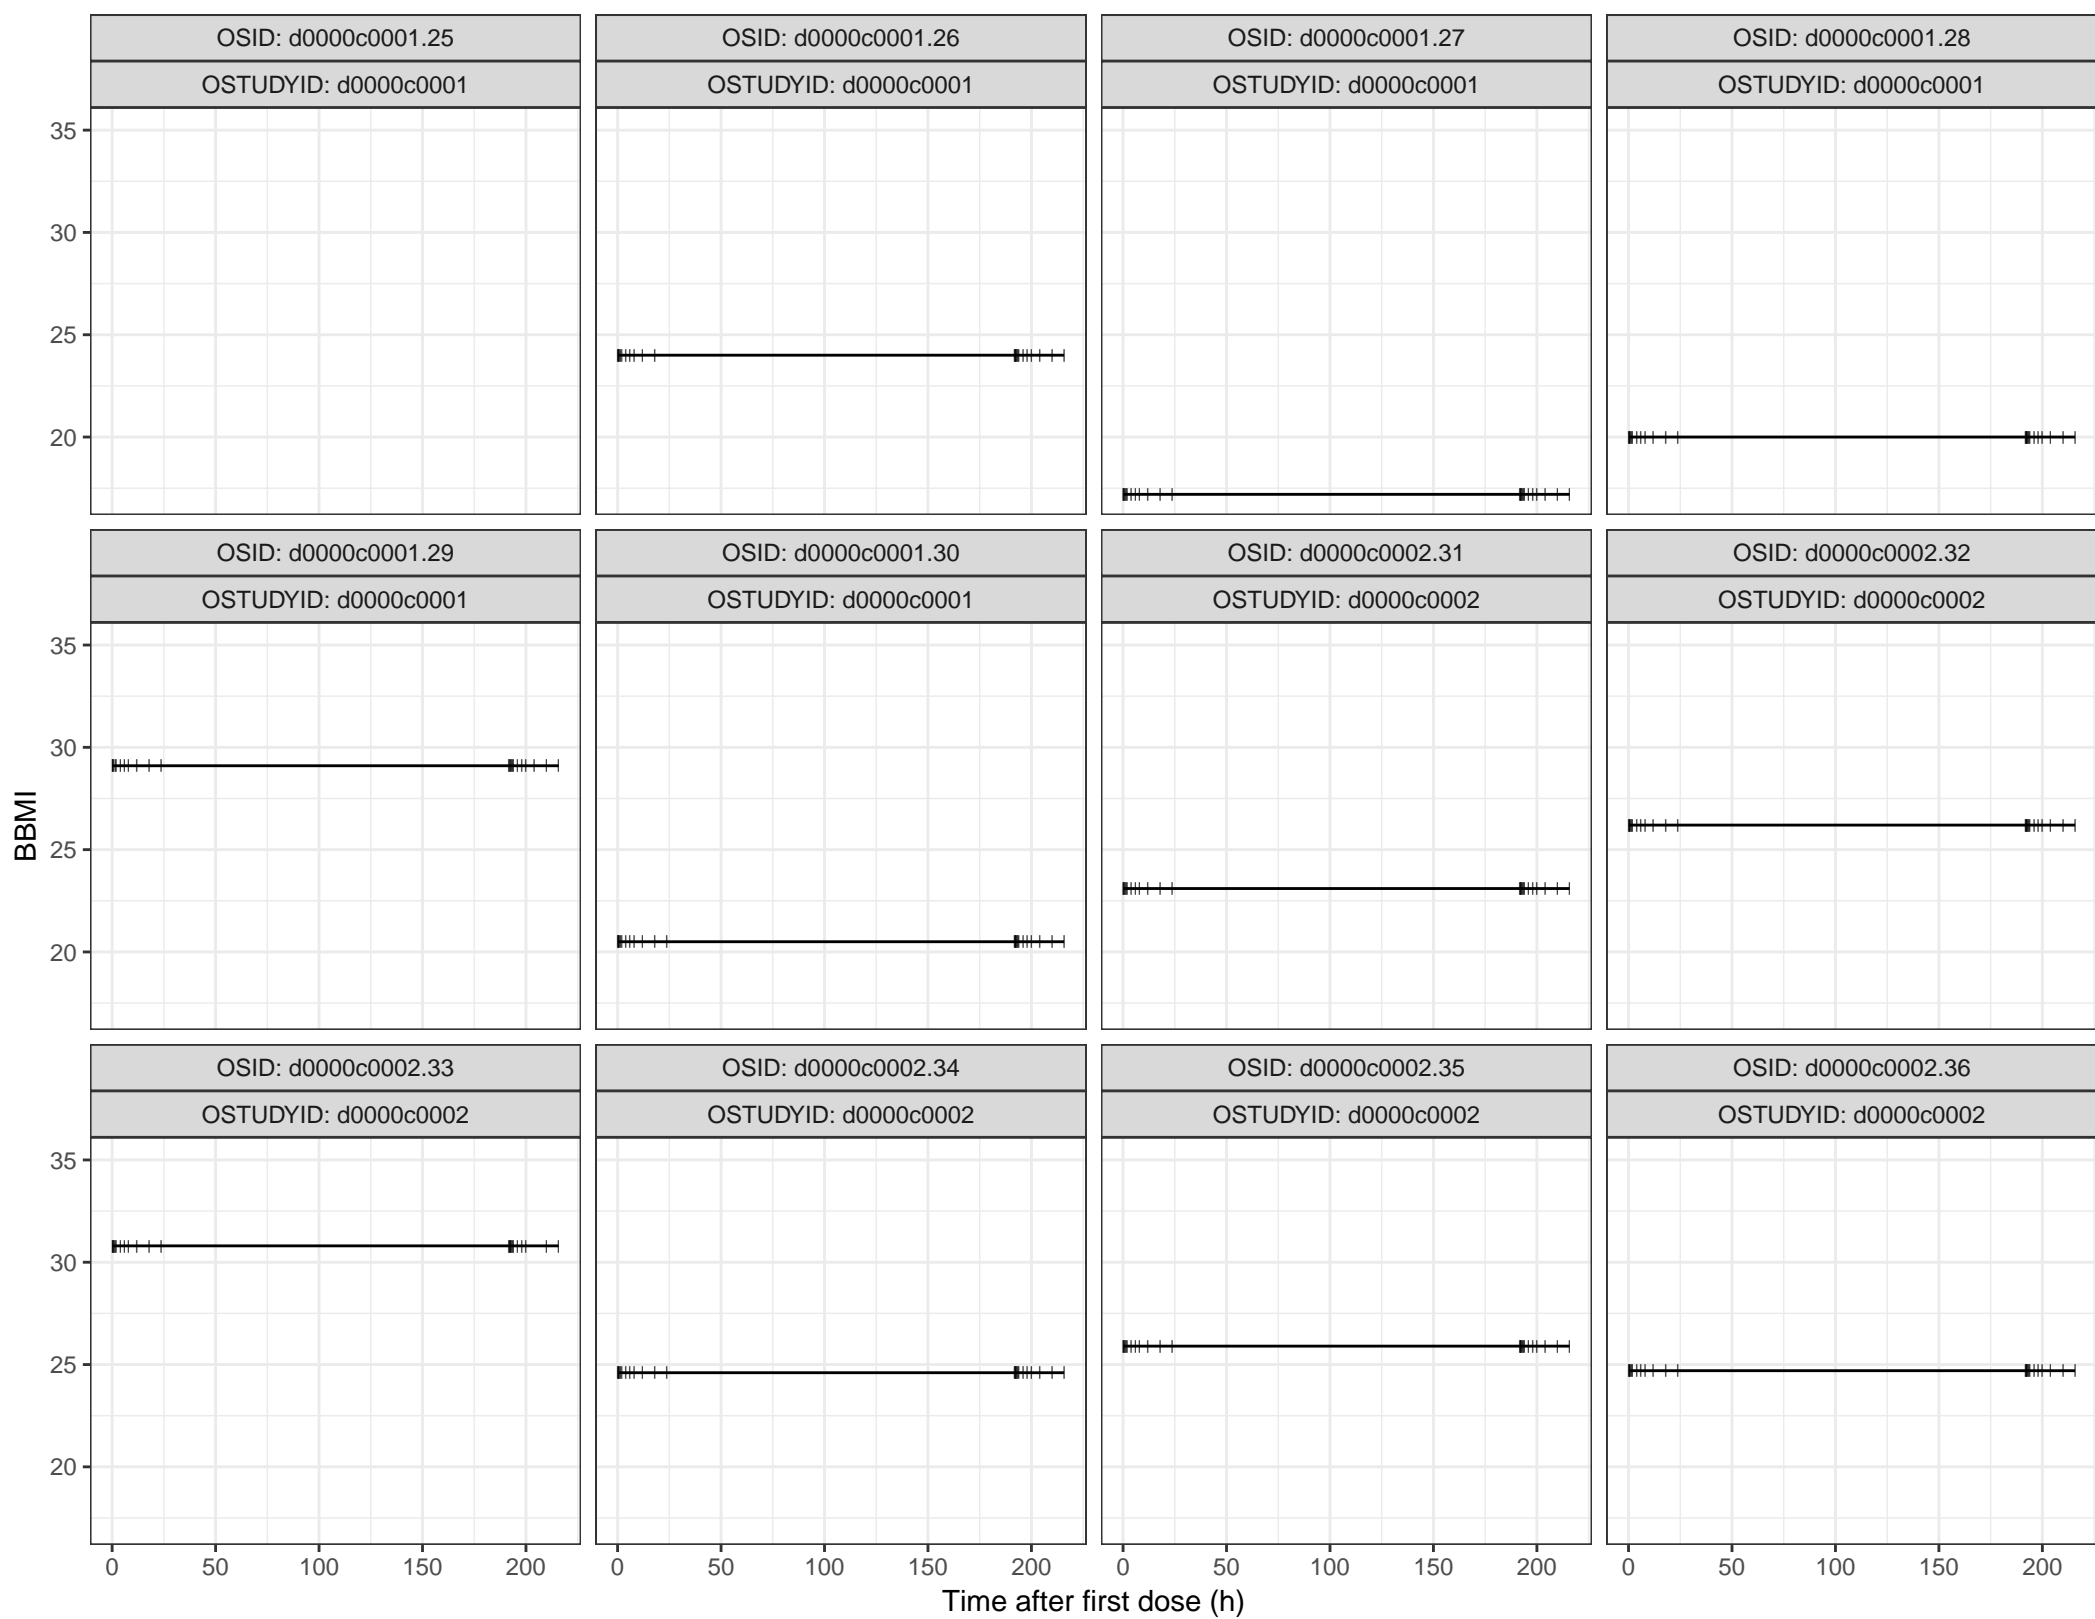 OSID: d0000c0001.25
OSID: d0000c0001.26
OSID: d0000c0001.27
OSID: d0000c0001.28
OSTUDYID: d0000c0001
OSTUDYID: d0000c0001
OSTUDYID: d0000c0001
OSTUDYID: d0000c0001
35
30
25
20
OSID: d0000c0001.29
OSID: d0000c0001.30
OSID: d0000c0002.31
OSID: d0000c0002.32
OSTUDYID: d0000c0001
OSTUDYID: d0000c0001
OSTUDYID: d0000c0002
OSTUDYID: d0000c0002
35
30
25
20
BBMI
OSID: d0000c0002.33
OSID: d0000c0002.34
OSID: d0000c0002.35
OSID: d0000c0002.36
OSTUDYID: d0000c0002
OSTUDYID: d0000c0002
OSTUDYID: d0000c0002
OSTUDYID: d0000c0002
35
30
25
20
0 50 100 150 200
0 50 100 150 200
0 50 100 150 200
0 50 100 150 200
Time after first dose (h)